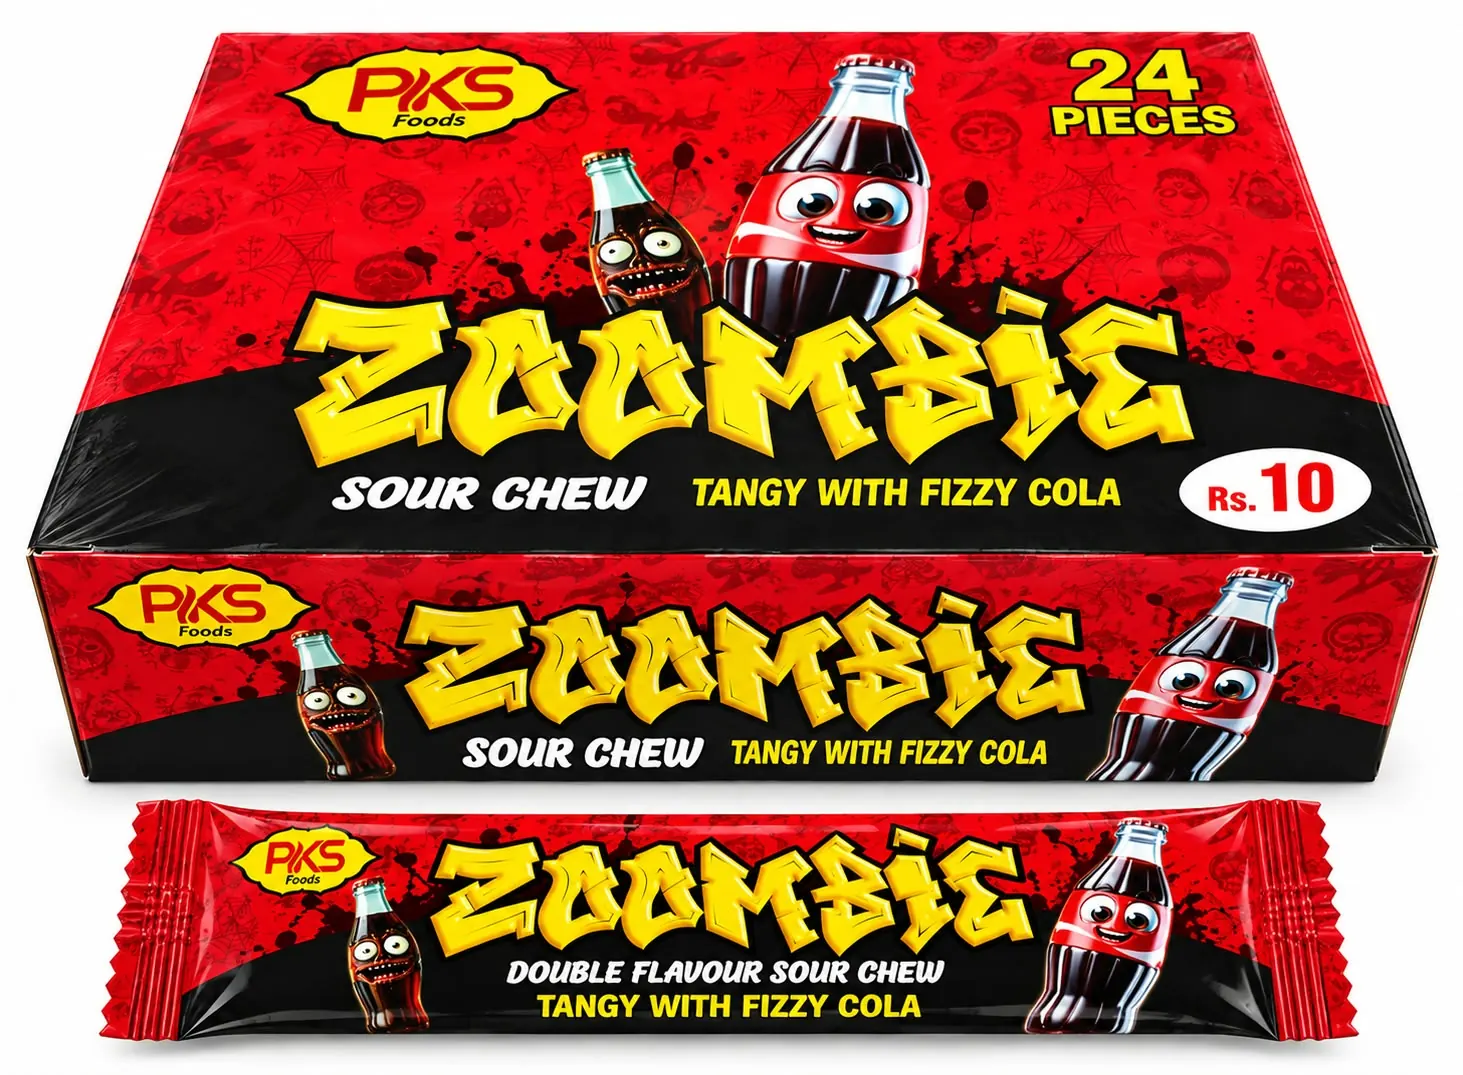 PKS
Foods
24
PIECES
ZOOMBIE
SOUR CHEW TANGY WITH FIZZY COLA
Rs. 10
PKS
Foods
ZOOMBIE
SOUR CHEW TANGY WITH FIZZY COLA
PKS
Foods
ZOOMBIE
DOUBLE FLAVOUR SOUR CHEW
TANGY WITH FIZZY COLA